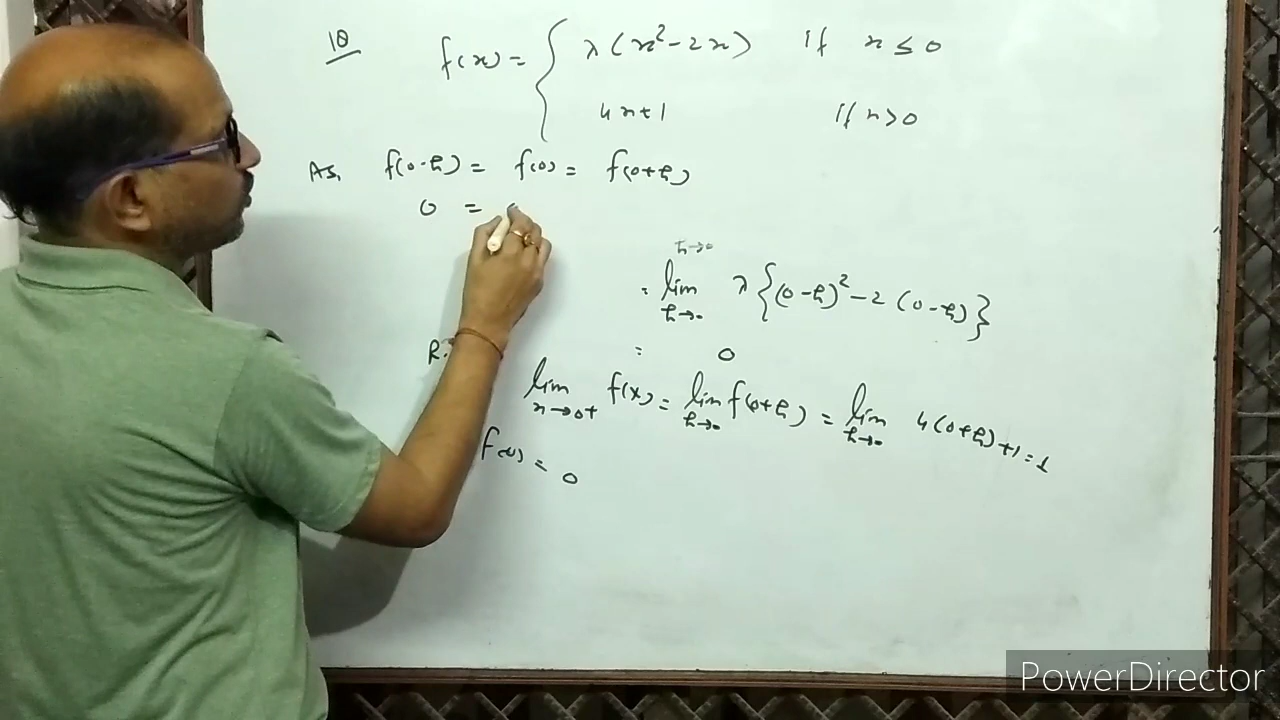 18 f(x) = { λ(x²-2x) if x ≤ 0
4x+1 if x>0
As, f(0-h) = f(0) = f(0+h)
0 =
h→0
= lim h→0 λ{(0-h)²-2(0-h)}
= 0
R.
lim x→0+ f(x) = lim h→0 f(0+h) = lim h→0 4(0+h)+1=1
f(0) = 0
PowerDirector